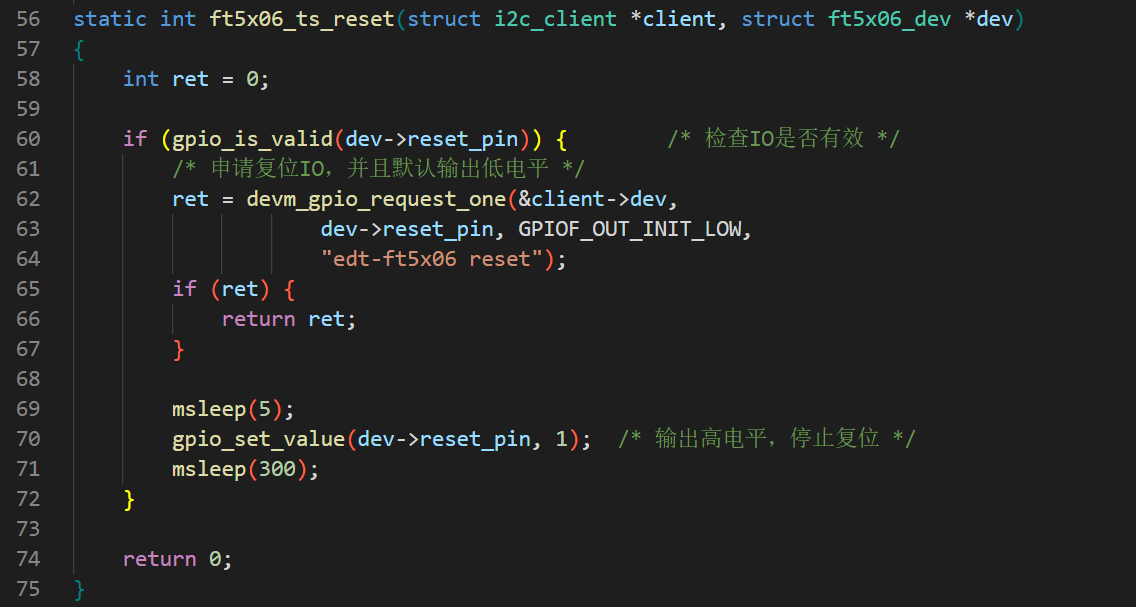 56 static int ft5x06_ts_reset(struct i2c_client *client, struct ft5x06_dev *dev)
57 {
58     int ret = 0;
59
60     if (gpio_is_valid(dev->reset_pin)) {        /* 检查IO是否有效 */
61         /* 申请复位IO，并且默认输出低电平 */
62         ret = devm_gpio_request_one(&client->dev,
63                     dev->reset_pin, GPIOF_OUT_INIT_LOW,
64                     "edt-ft5x06 reset");
65         if (ret) {
66             return ret;
67         }
68
69         msleep(5);
70         gpio_set_value(dev->reset_pin, 1);  /* 输出高电平，停止复位 */
71         msleep(300);
72     }
73
74     return 0;
75 }